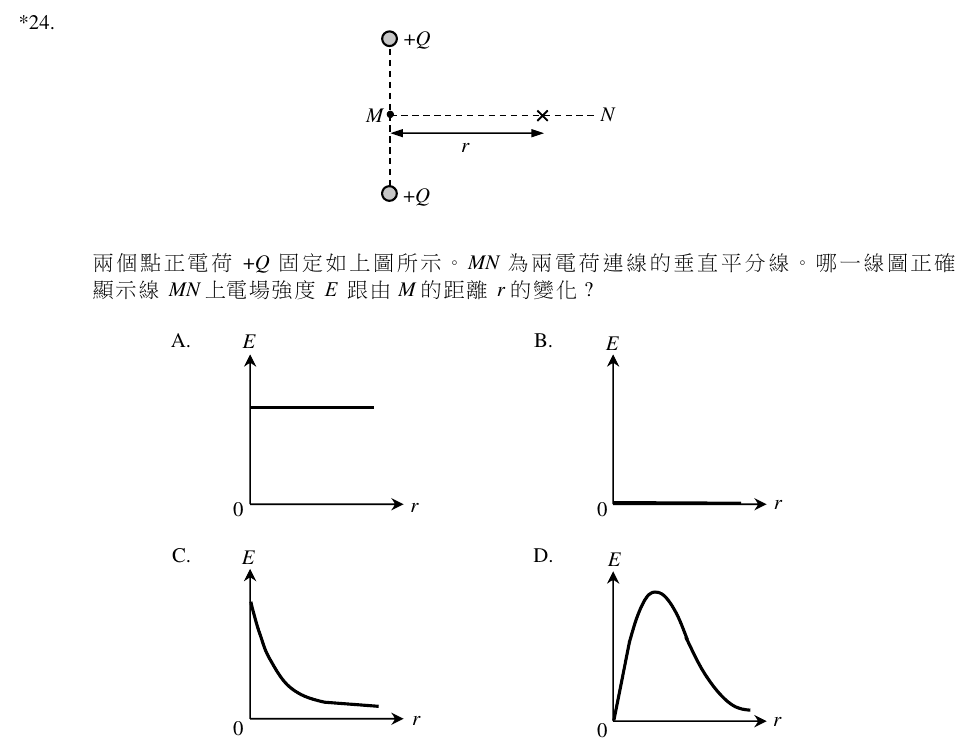 *24.
+Q
M
N
r
+Q
兩個點正電荷 +Q 固定如上圖所示。MN 為兩電荷連線的垂直平分線。哪一線圖正確
顯示線 MN 上電場強度 E 跟由 M 的距離 r 的變化？
A.
E
0
r
B.
E
0
r
C.
E
0
r
D.
E
0
r